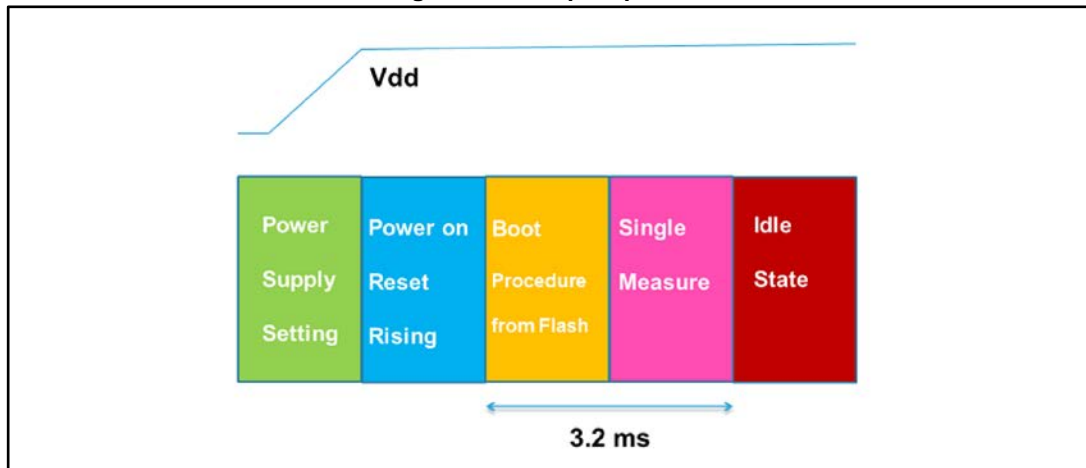 Vdd
Power
Supply
Setting
Power on
Reset
Rising
Boot
Procedure
from Flash
Single
Measure
Idle
State
3.2 ms